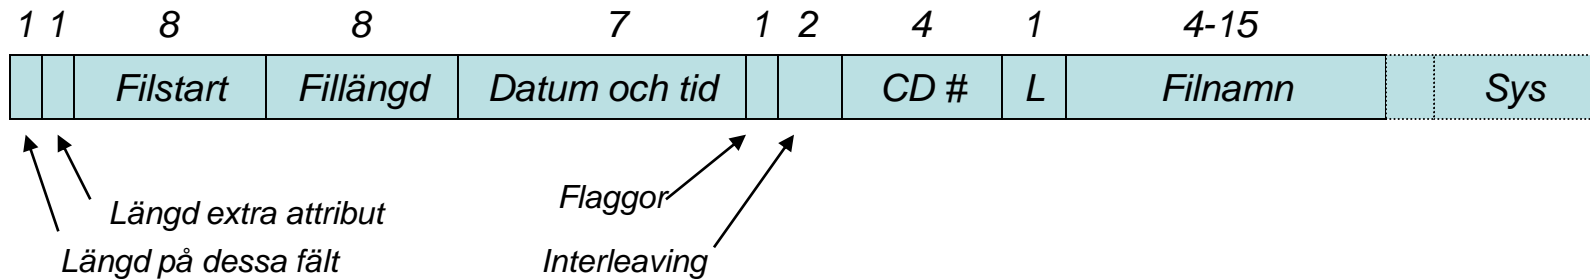 1 1 8 8 7 1 2 4 1 4-15
Filstart Fillängd Datum och tid CD # L Filnamn Sys
Flaggor
Längd extra attribut
Längd på dessa fält Interleaving